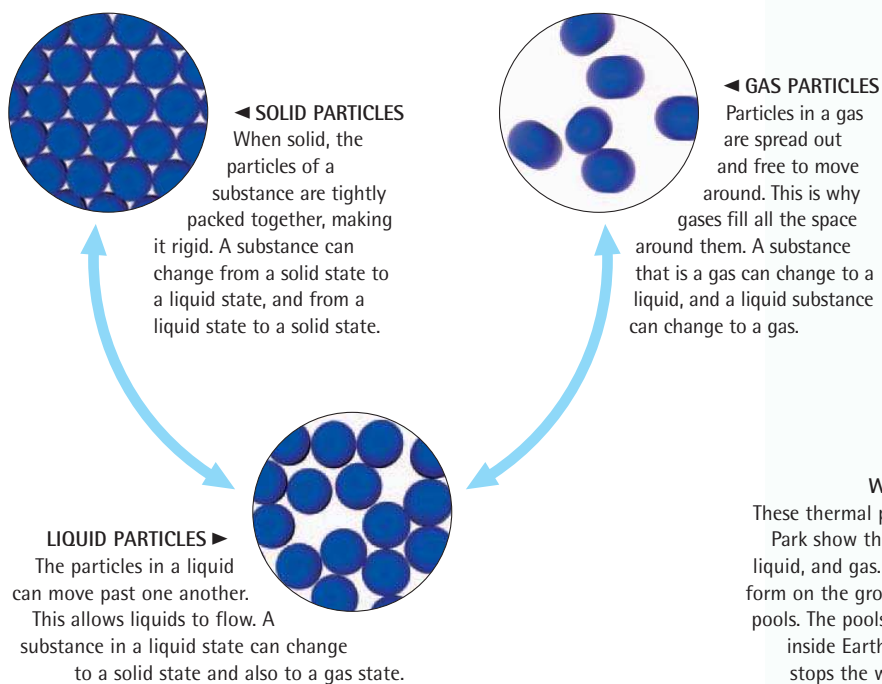 ◄ SOLID PARTICLES
When solid, the
particles of a
substance are tightly
packed together, making
it rigid. A substance can
change from a solid state to
a liquid state, and from a
liquid state to a solid state.
◄ GAS PARTICLES
Particles in a gas
are spread out
and free to move
around. This is why
gases fill all the space
around them. A substance
that is a gas can change to a
liquid, and a liquid substance
can change to a gas.
LIQUID PARTICLES ►
The particles in a liquid
can move past one another.
This allows liquids to flow. A
substance in a liquid state can change
to a solid state and also to a gas state.
W
These thermal p
Park show th
liquid, and gas.
form on the gro
pools. The pools
inside Earth
stops the w